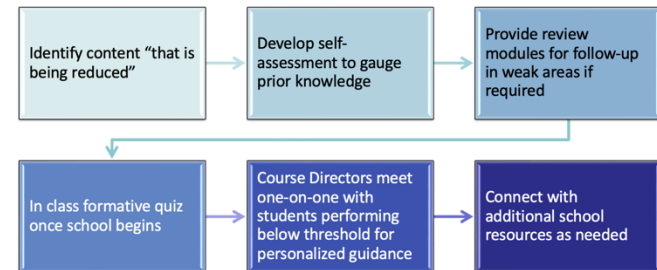 Identify content “that is
being reduced”
Develop self-
assessment to gauge
prior knowledge
Provide review
modules for follow-up
in weak areas if
required
In class formative quiz
once school begins
Course Directors meet
one-on-one with
students performing
below threshold for
personalized guidance
Connect with
additional school
resources as needed